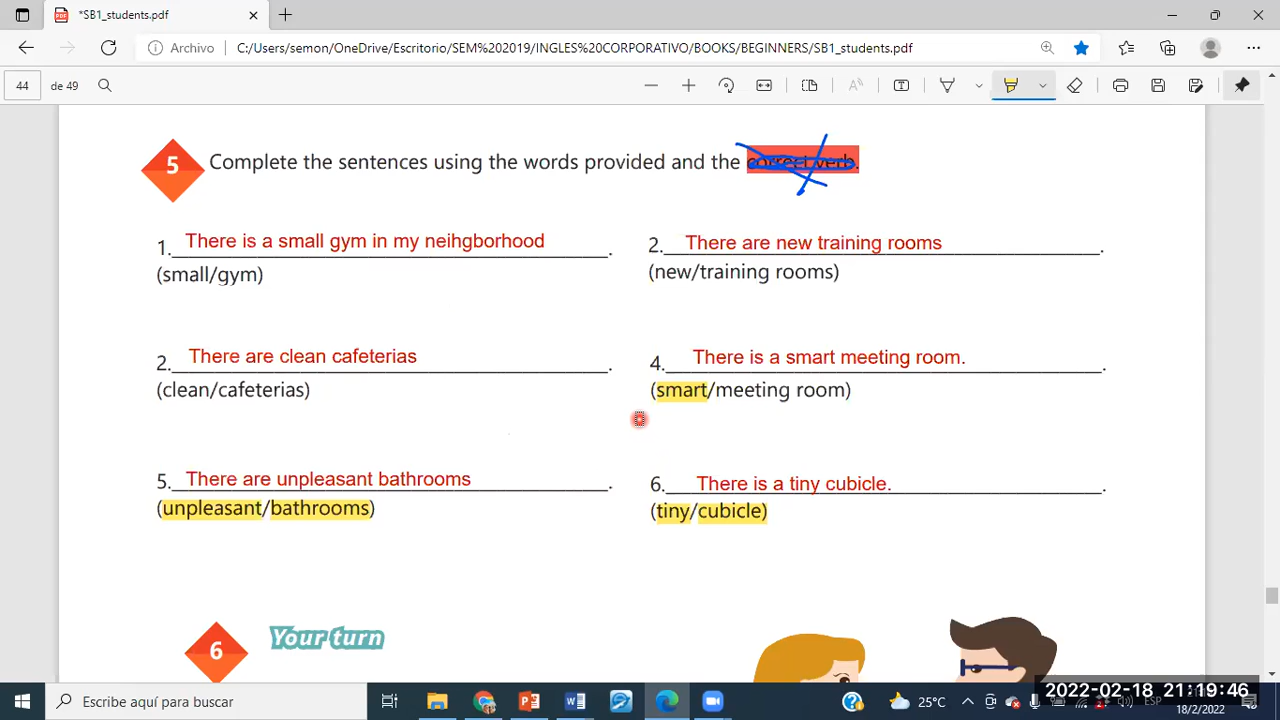 *SB1_students.pdf
Archivo C:/Users/semon/OneDrive/Escritorio/SEM%202019/INGLES%20CORPORATIVO/BOOKS/BEGINNERS/SB1_students.pdf
44 de 49
5 Complete the sentences using the words provided and the correct verb.
1. There is a small gym in my neihgborhood.
(small/gym)
2. There are new training rooms.
(new/training rooms)
2. There are clean cafeterias.
(clean/cafeterias)
4. There is a smart meeting room.
(smart/meeting room)
5. There are unpleasant bathrooms.
(unpleasant/bathrooms)
6. There is a tiny cubicle.
(tiny/cubicle)
6 Your turn
Escribe aquí para buscar
25°C
ESP
2022-02-18 21:19:46
18/2/2022